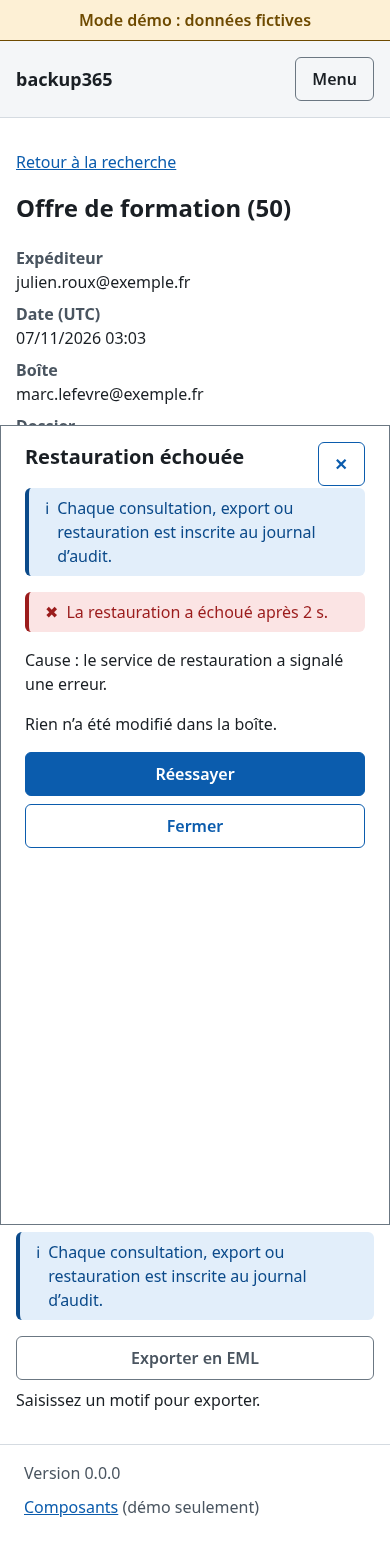 Mode démo : données fictives
backup365
Menu
Retour à la recherche
Offre de formation (50)
Expéditeur
julien.roux@exemple.fr
Date (UTC)
07/11/2026 03:03
Boîte
marc.lefevre@exemple.fr
Restauration échouée
✕
i Chaque consultation, export ou
restauration est inscrite au journal
d’audit.
✖ La restauration a échoué après 2 s.
Cause : le service de restauration a signalé
une erreur.
Rien n’a été modifié dans la boîte.
Réessayer
Fermer
i Chaque consultation, export ou
restauration est inscrite au journal
d’audit.
Exporter en EML
Saisissez un motif pour exporter.
Version 0.0.0
Composants (démo seulement)